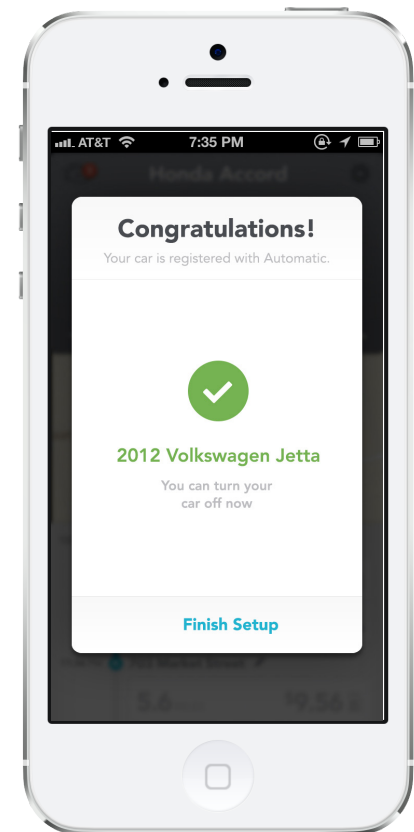 AT&T 7:35 PM
Honda Accord
Congratulations!
Your car is registered with Automatic.
2012 Volkswagen Jetta
You can turn your
car off now
Finish Setup
5.6
$9.56